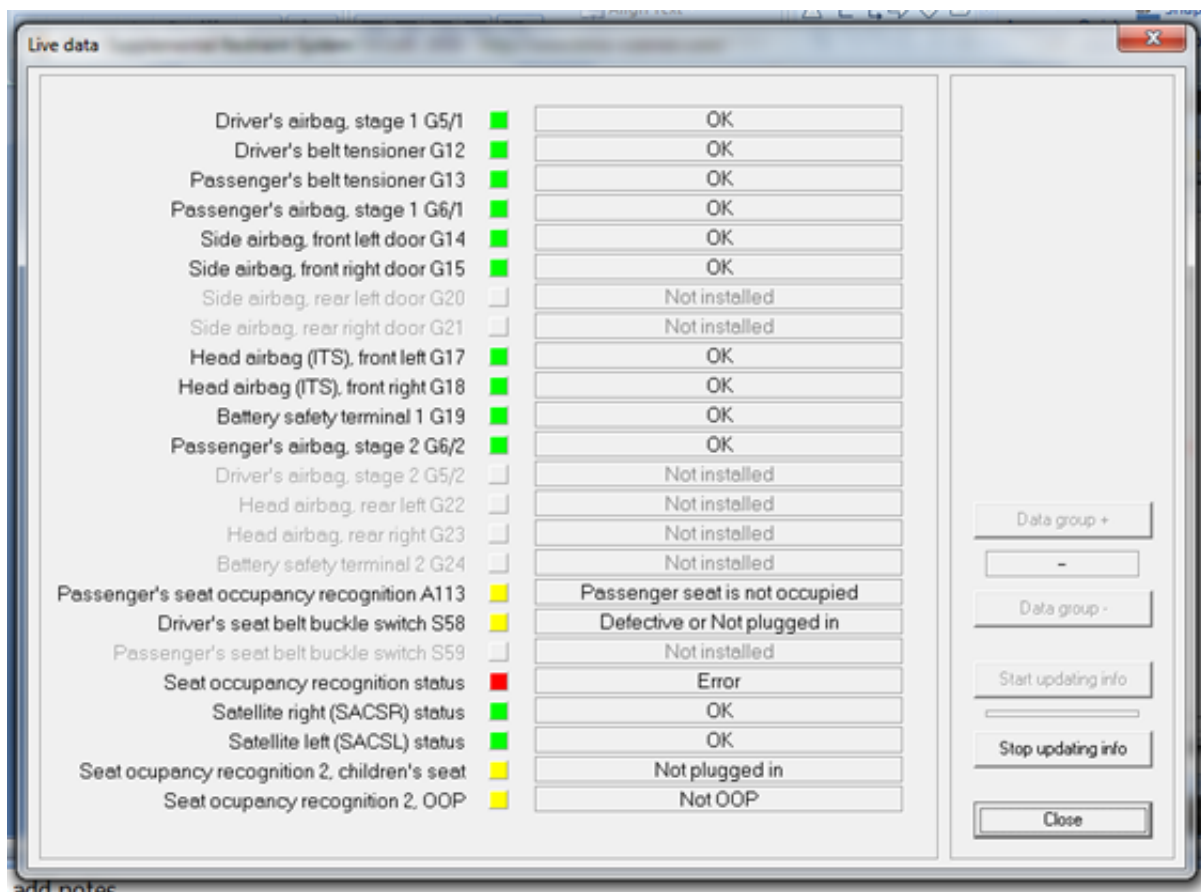 Align Text
Live data
Driver's airbag, stage 1 G5/1 OK
Driver's belt tensioner G12 OK
Passenger's belt tensioner G13 OK
Passenger's airbag, stage 1 G6/1 OK
Side airbag, front left door G14 OK
Side airbag, front right door G15 OK
Side airbag, rear left door G20 Not installed
Side airbag, rear right door G21 Not installed
Head airbag (ITS), front left G17 OK
Head airbag (ITS), front right G18 OK
Battery safety terminal 1 G19 OK
Passenger's airbag, stage 2 G6/2 OK
Driver's airbag, stage 2 G5/2 Not installed
Head airbag, rear left G22 Not installed
Head airbag, rear right G23 Not installed
Battery safety terminal 2 G24 Not installed
Passenger's seat occupancy recognition A113 Passenger seat is not occupied
Driver's seat belt buckle switch S58 Defective or Not plugged in
Passenger's seat belt buckle switch S59 Not installed
Seat occupancy recognition status Error
Satellite right (SACSR) status OK
Satellite left (SACSL) status OK
Seat ocupancy recognition 2, children's seat Not plugged in
Seat ocupancy recognition 2, OOP Not OOP
Data group +
-
Data group -
Start updating info
Stop updating info
Close
add notes